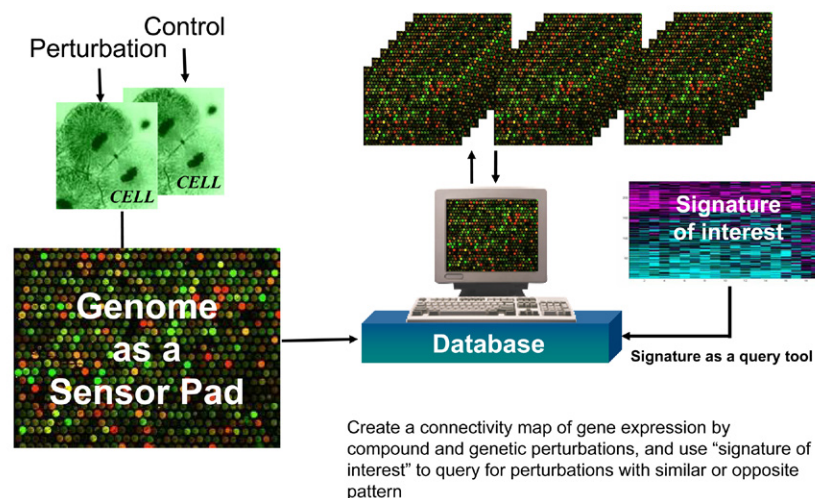 Control
Perturbation
CELL
CELL
Genome
as a
Sensor Pad
Signature
of interest
Database
Signature as a query tool
Create a connectivity map of gene expression by
compound and genetic perturbations, and use “signature of
interest” to query for perturbations with similar or opposite
pattern